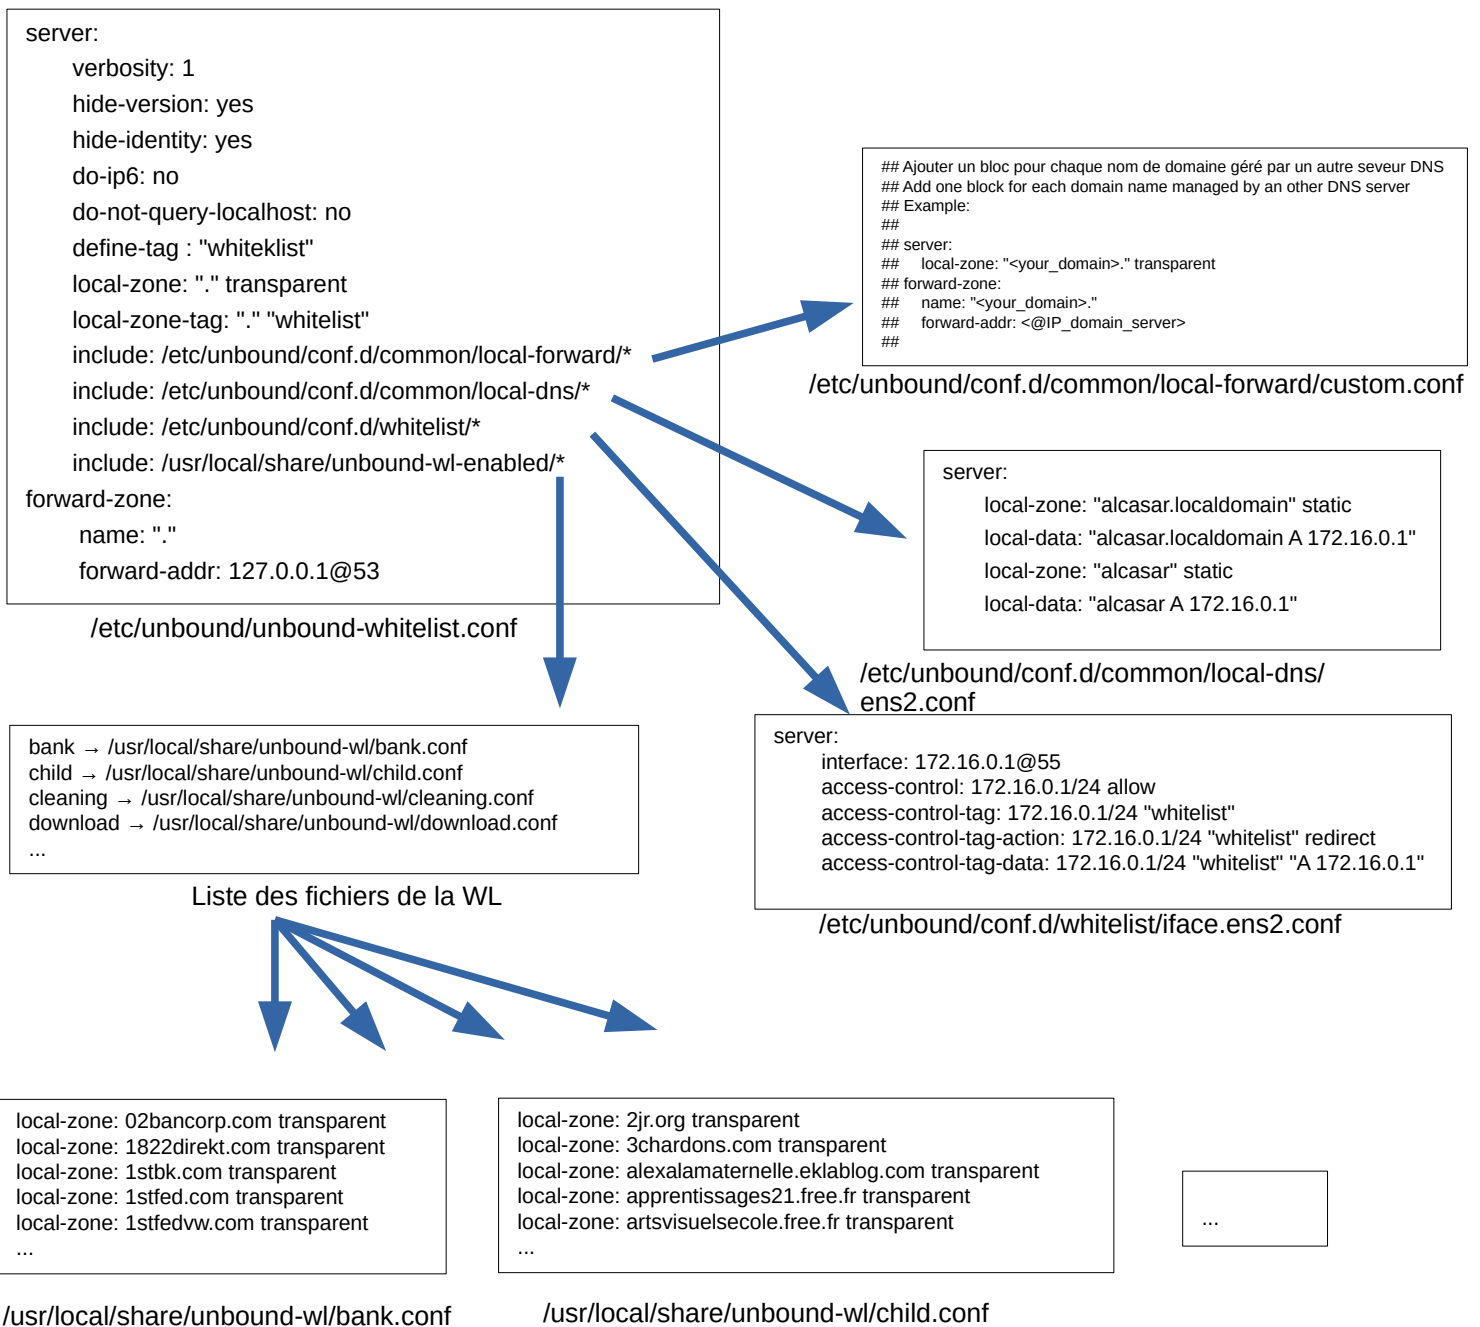 server:
verbosity: 1
hide-version: yes
hide-identity: yes
do-ip6: no
do-not-query-localhost: no
define-tag : "whiteklist"
local-zone: "." transparent
local-zone-tag: "." "whitelist"
include: /etc/unbound/conf.d/common/local-forward/*
include: /etc/unbound/conf.d/common/local-dns/*
include: /etc/unbound/conf.d/whitelist/*
include: /usr/local/share/unbound-wl-enabled/*
forward-zone:
name: "."
forward-addr: 127.0.0.1@53
/etc/unbound/unbound-whitelist.conf
## Ajouter un bloc pour chaque nom de domaine géré par un autre seveur DNS
## Add one block for each domain name managed by an other DNS server
## Example:
##
## server:
## local-zone: "<your_domain>." transparent
## forward-zone:
## name: "<your_domain>."
## forward-addr: <@IP_domain_server>
##
/etc/unbound/conf.d/common/local-forward/custom.conf
server:
local-zone: "alcasar.localdomain" static
local-data: "alcasar.localdomain A 172.16.0.1"
local-zone: "alcasar" static
local-data: "alcasar A 172.16.0.1"
/etc/unbound/conf.d/common/local-dns/
ens2.conf
server:
interface: 172.16.0.1@55
access-control: 172.16.0.1/24 allow
access-control-tag: 172.16.0.1/24 "whitelist"
access-control-tag-action: 172.16.0.1/24 "whitelist" redirect
access-control-tag-data: 172.16.0.1/24 "whitelist" "A 172.16.0.1"
/etc/unbound/conf.d/whitelist/iface.ens2.conf
bank → /usr/local/share/unbound-wl/bank.conf
child → /usr/local/share/unbound-wl/child.conf
cleaning → /usr/local/share/unbound-wl/cleaning.conf
download → /usr/local/share/unbound-wl/download.conf
...
Liste des fichiers de la WL
local-zone: 02bancorp.com transparent
local-zone: 1822direkt.com transparent
local-zone: 1stbk.com transparent
local-zone: 1stfed.com transparent
local-zone: 1stfedvw.com transparent
...
/usr/local/share/unbound-wl/bank.conf
local-zone: 2jr.org transparent
local-zone: 3chardons.com transparent
local-zone: alexalamaternelle.eklablog.com transparent
local-zone: apprentissages21.free.fr transparent
local-zone: artsvisuelsecole.free.fr transparent
...
/usr/local/share/unbound-wl/child.conf
...